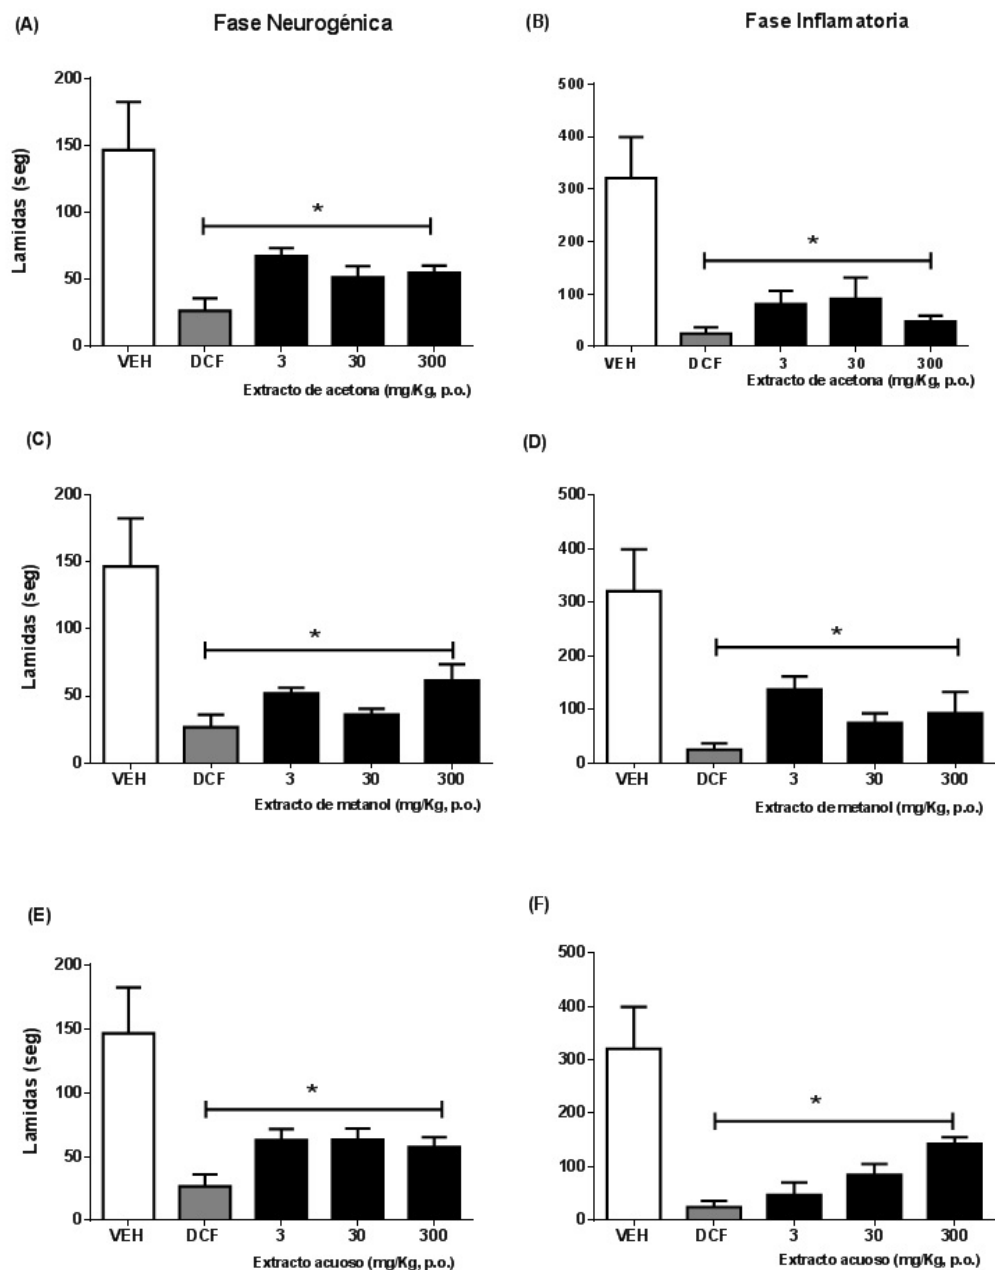 (A)
Fase Neurogénica
(B)
Fase Inflamatoria
Lamidas (seg)
200
150
100
50
0
*
VEH DCF 3 30 300
Extracto de acetona (mg/Kg, p.o.)
500
400
300
200
100
0
*
VEH DCF 3 30 300
Extracto de acetona (mg/Kg, p.o.)
(C)
(D)
Lamidas (seg)
200
150
100
50
0
*
VEH DCF 3 30 300
Extracto de metanol (mg/Kg, p.o.)
500
400
300
200
100
0
*
VEH DCF 3 30 300
Extracto de metanol (mg/Kg, p.o.)
(E)
(F)
Lamidas (seg)
200
150
100
50
0
*
VEH DCF 3 30 300
Extracto acuoso (mg/Kg, p.o.)
500
400
300
200
100
0
*
VEH DCF 3 30 300
Extracto acuoso (mg/Kg, p.o.)